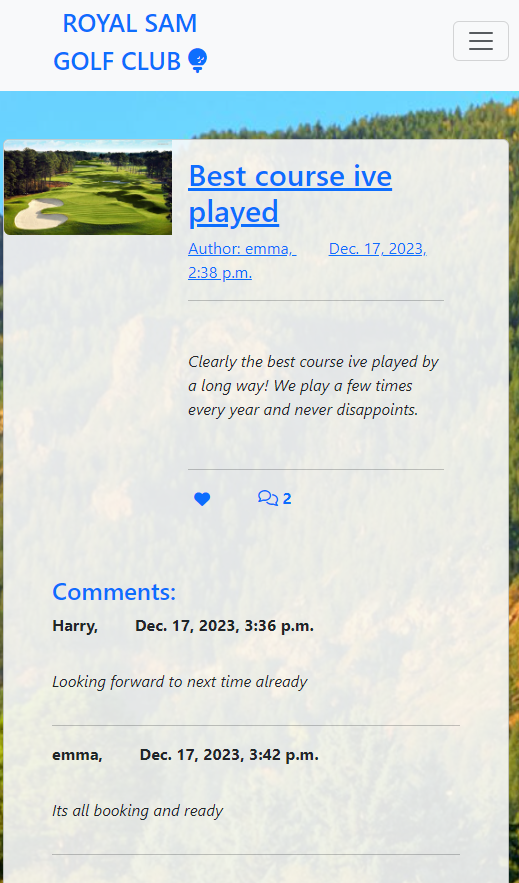 ROYAL SAM
GOLF CLUB
Best course ive
played
Author: emma, Dec. 17, 2023,
2:38 p.m.
Clearly the best course ive played by
a long way! We play a few times
every year and never disappoints.
2
Comments:
Harry, Dec. 17, 2023, 3:36 p.m.
Looking forward to next time already
emma, Dec. 17, 2023, 3:42 p.m.
Its all booking and ready